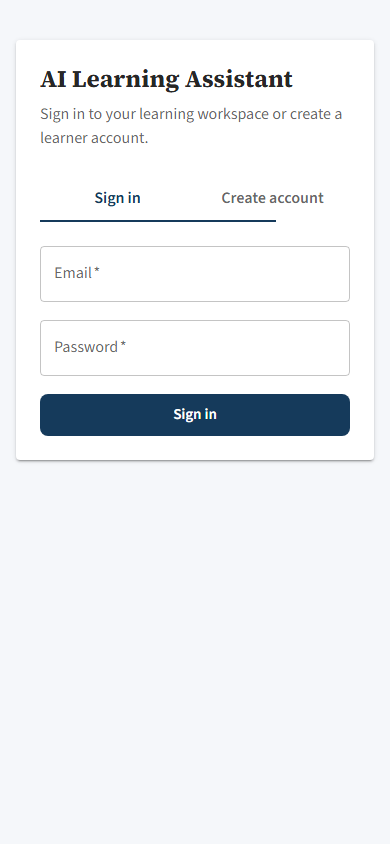 AI Learning Assistant
Sign in to your learning workspace or create a
learner account.
Sign in
Create account
Email *
Password *
Sign in